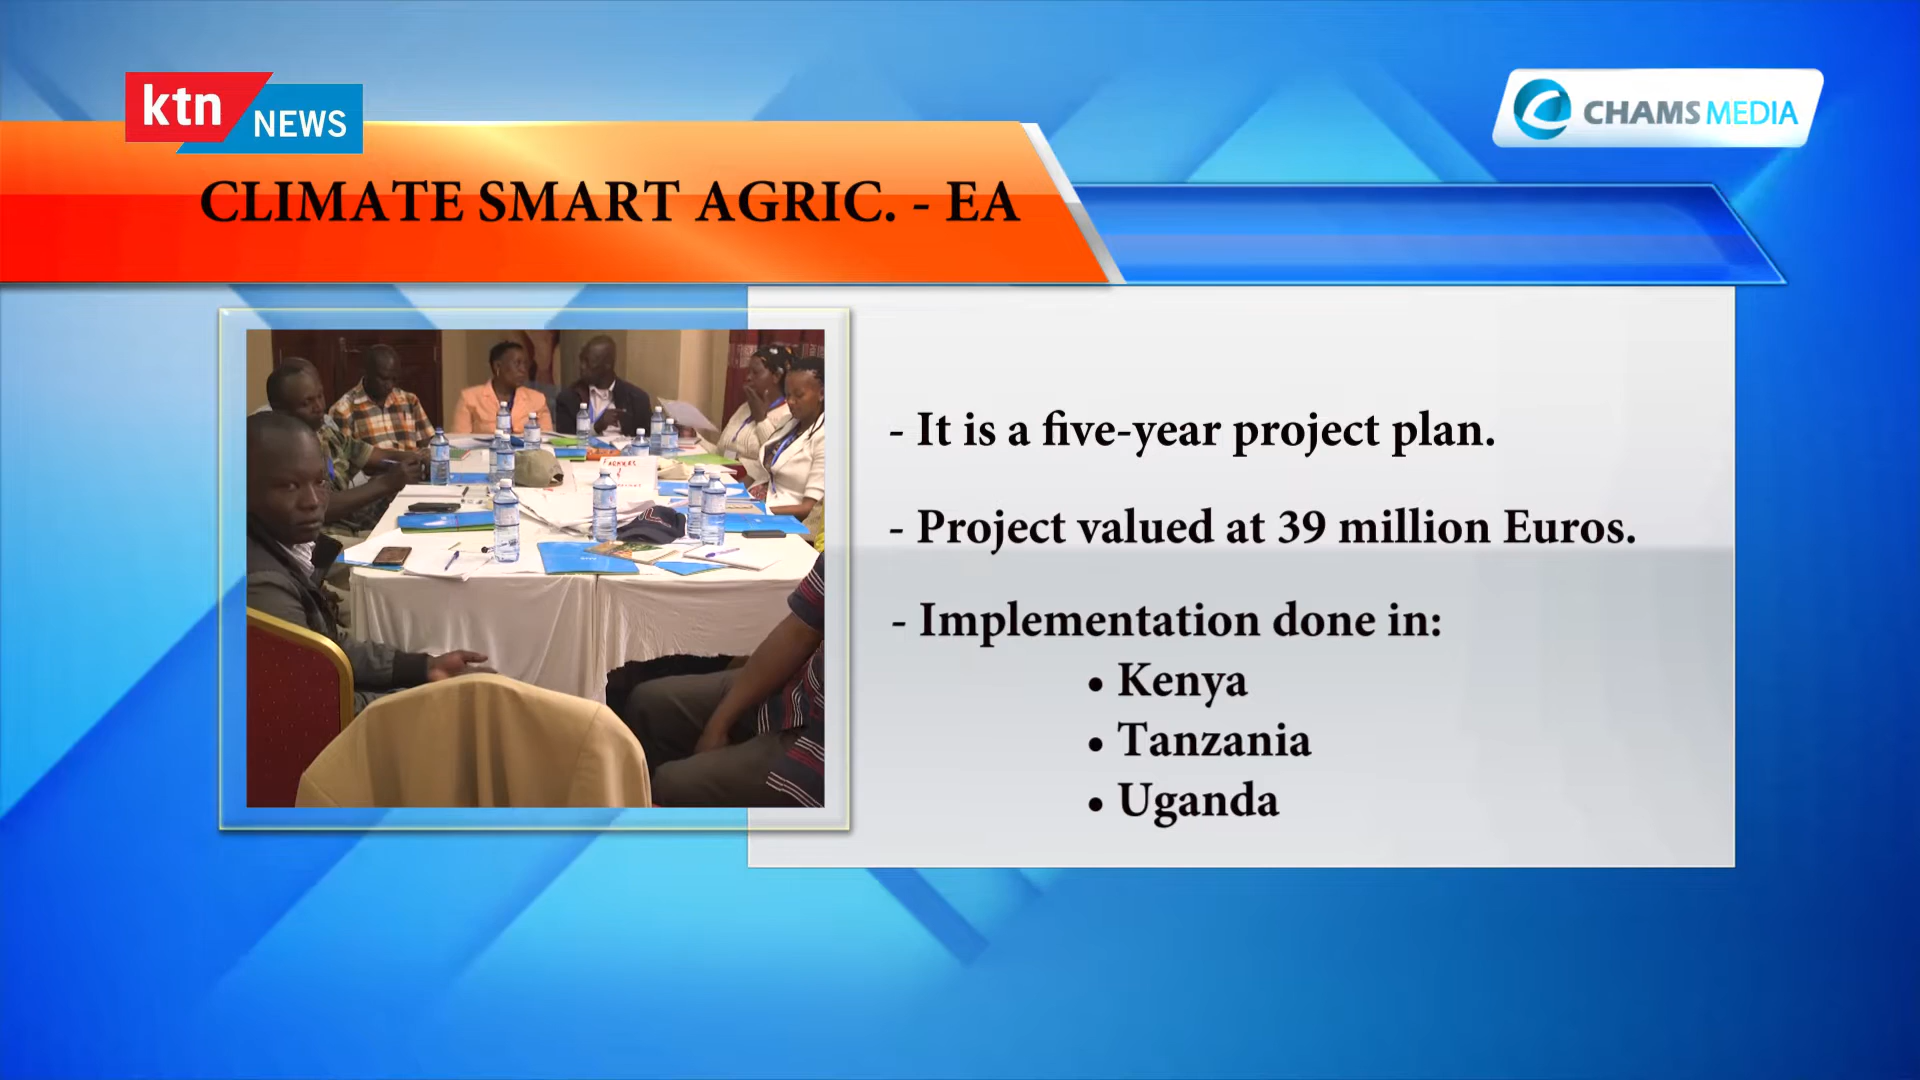 ktn NEWS
CHAMS MEDIA
CLIMATE SMART AGRIC. - EA
- It is a five-year project plan.
- Project valued at 39 million Euros.
- Implementation done in:
• Kenya
• Tanzania
• Uganda